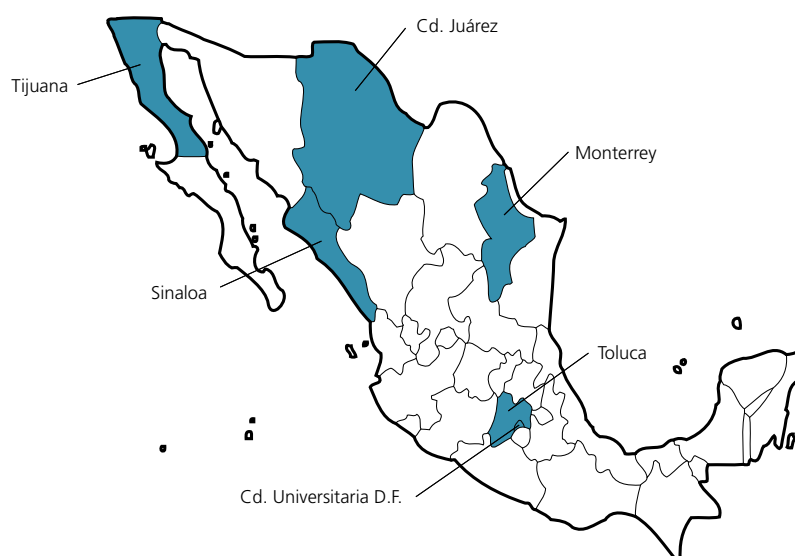 Cd. Juárez
Tijuana
Monterrey
Sinaloa
Toluca
Cd. Universitaria D.F.